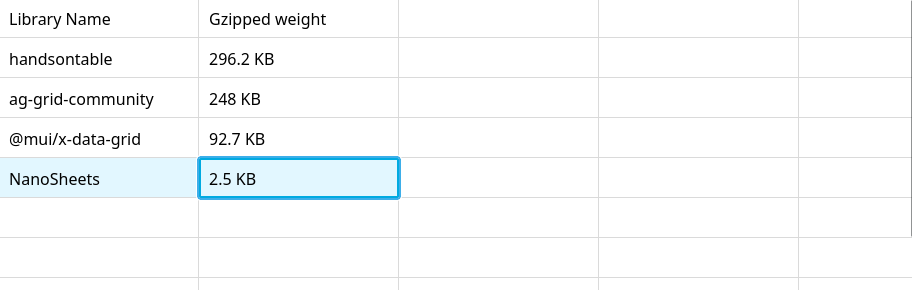 Library Name Gzipped weight
handsontable 296.2 KB
ag-grid-community 248 KB
@mui/x-data-grid 92.7 KB
NanoSheets 2.5 KB